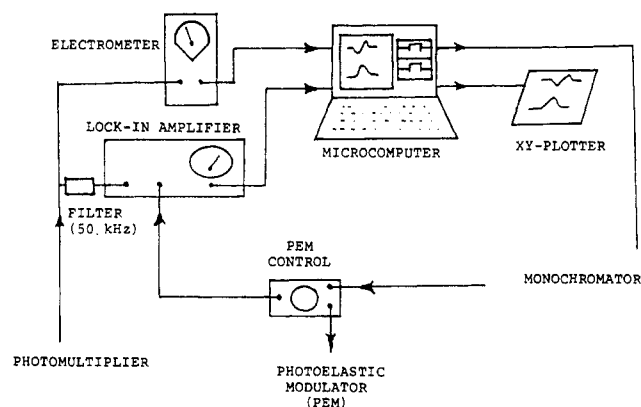 ELECTROMETER
LOCK-IN AMPLIFIER
MICROCOMPUTER
XY-PLOTTER
FILTER
(50.kHz)
PEM
CONTROL
MONOCHROMATOR
PHOTOMULTIPLIER
PHOTOELASTIC
MODULATOR
(PEM)